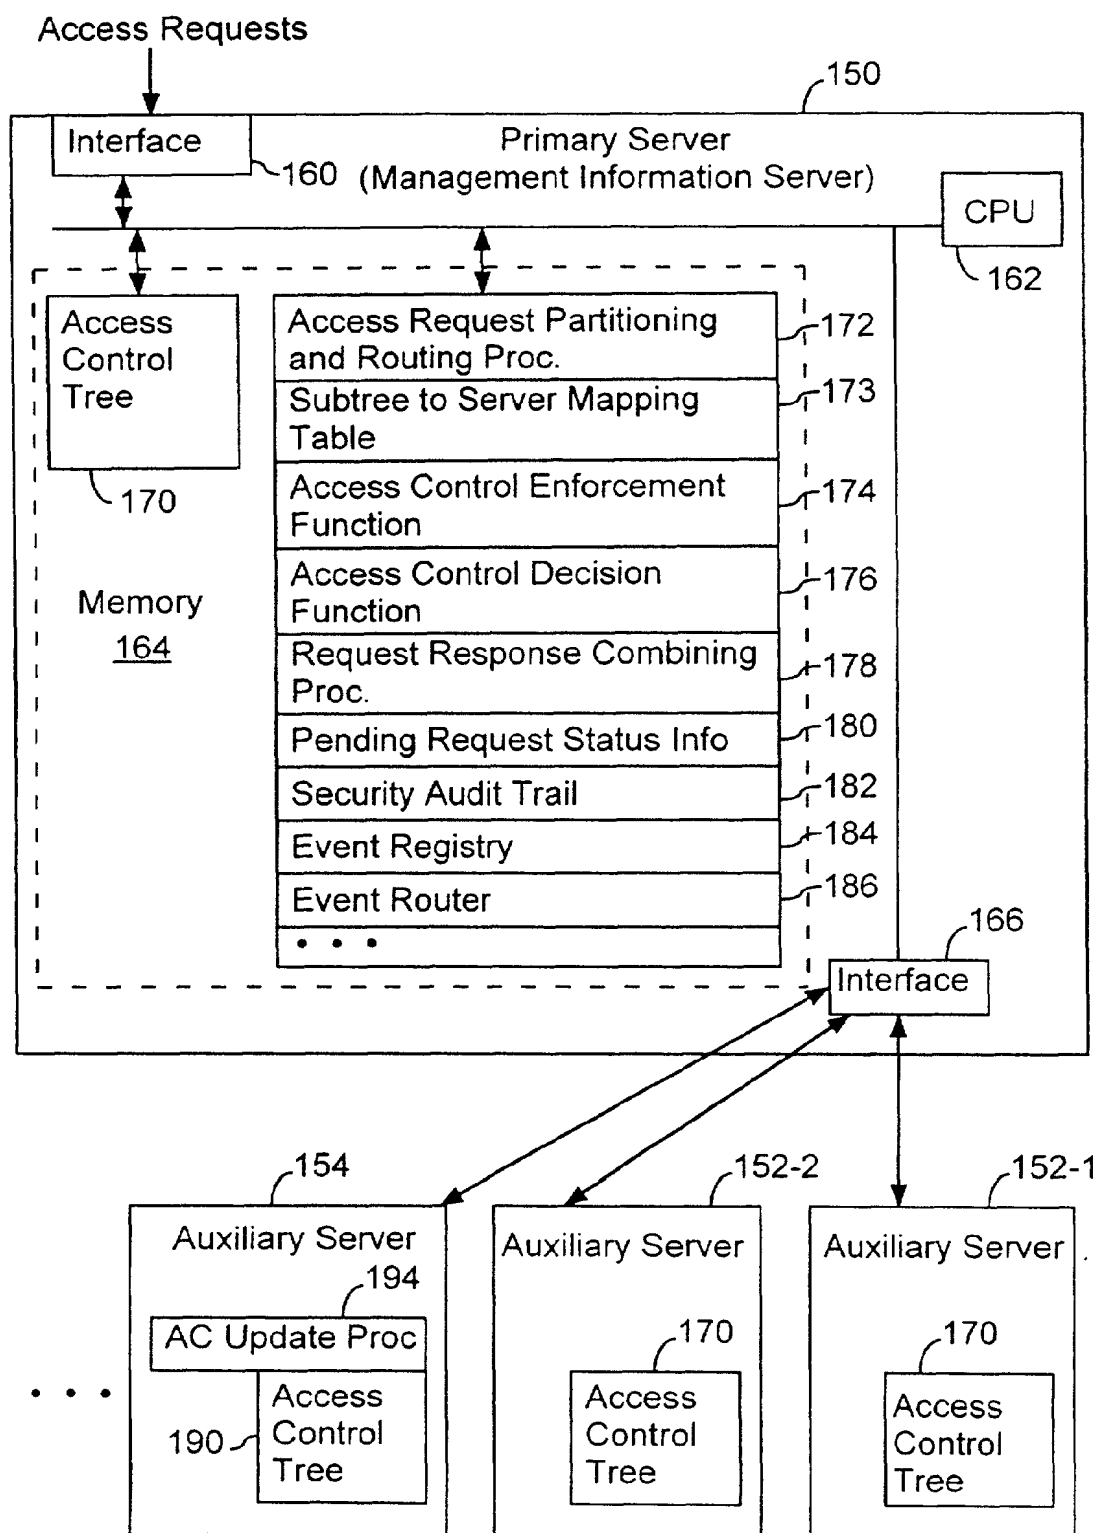 Access Requests
150
Interface
Primary Server
160
(Management Information Server)
CPU
162
Access
Control
Tree
170
Access Request Partitioning
and Routing Proc.
172
Subtree to Server Mapping
Table
173
Access Control Enforcement
Function
174
Access Control Decision
Function
176
Memory
164
Request Response Combining
Proc.
178
Pending Request Status Info
180
Security Audit Trail
182
Event Registry
184
Event Router
186
• • •
166
Interface
154
152-2
152-1
Auxiliary Server
194
AC Update Proc
Access
Control
Tree
190
• • •
Auxiliary Server
170
Access
Control
Tree
Auxiliary Server
170
Access
Control
Tree